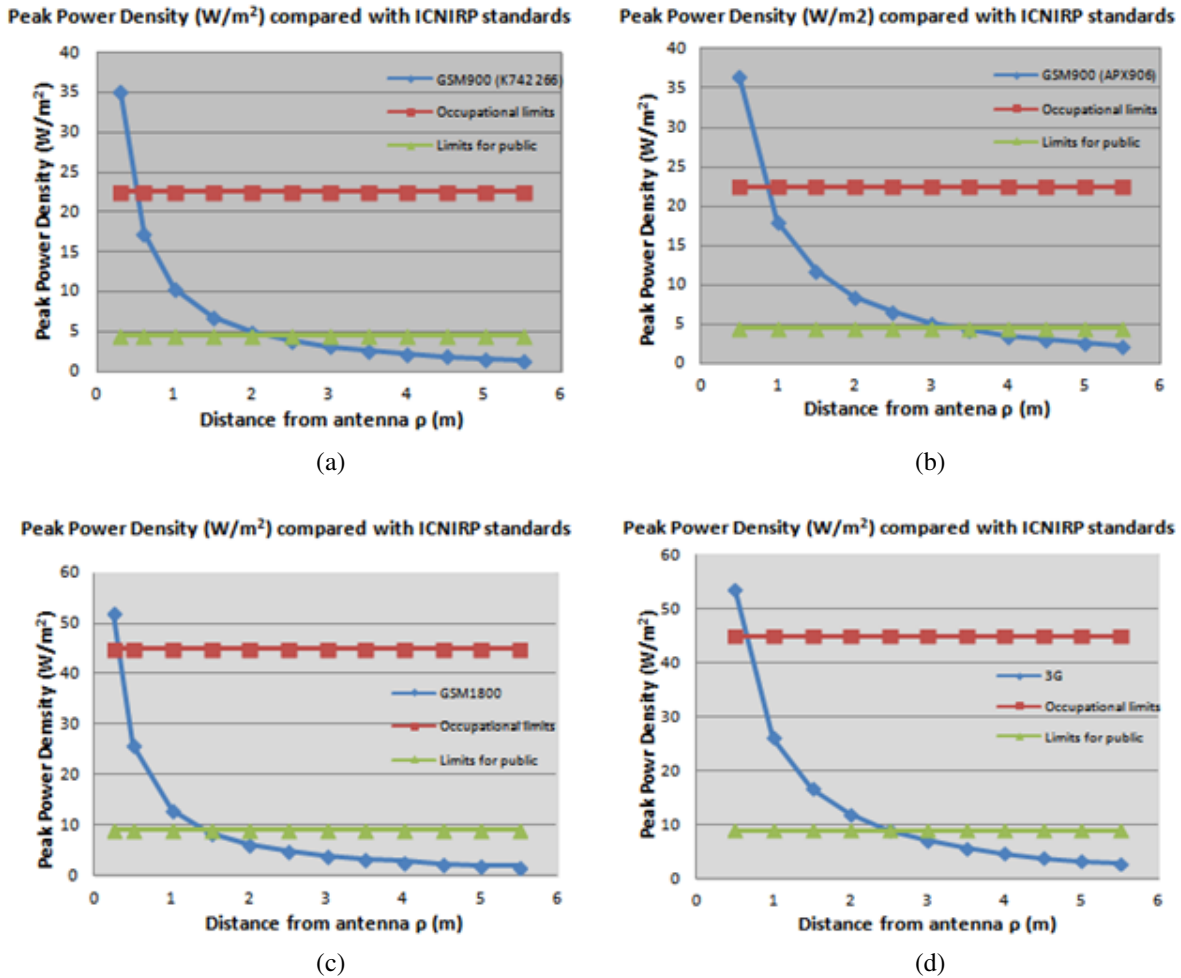 Peak Power Density (W/m²) compared with ICNIRP standards
Peak Power Density (W/m²)
40
35
30
25
20
15
10
5
0
0 1 2 3 4 5 6
GSM900 (K742 266)
Occupational limits
Limits for public
Distance from antenna ρ (m)
(a)
Peak Power Density (W/m2) compared with ICNIRP standards
Peak Power Density (W/m²)
40
35
30
25
20
15
10
5
0
0 1 2 3 4 5 6
GSM900 (APX906)
Occupational limits
Limits for public
Distance from antena ρ (m)
(b)
Peak Power Density (W/m²) compared with ICNIRP standards
Peak Power Demsity (W/m²)
60
50
40
30
20
10
0
0 1 2 3 4 5 6
GSM1800
Occupational limits
Limits for public
Distance from antenna ρ (m)
(c)
Peak Power Density (W/m²) compared with ICNIRP standards
Peak Powr Density (W/m²)
60
50
40
30
20
10
0
0 1 2 3 4 5 6
3G
Occupational limits
Limits for public
Distance from antenna ρ (m)
(d)